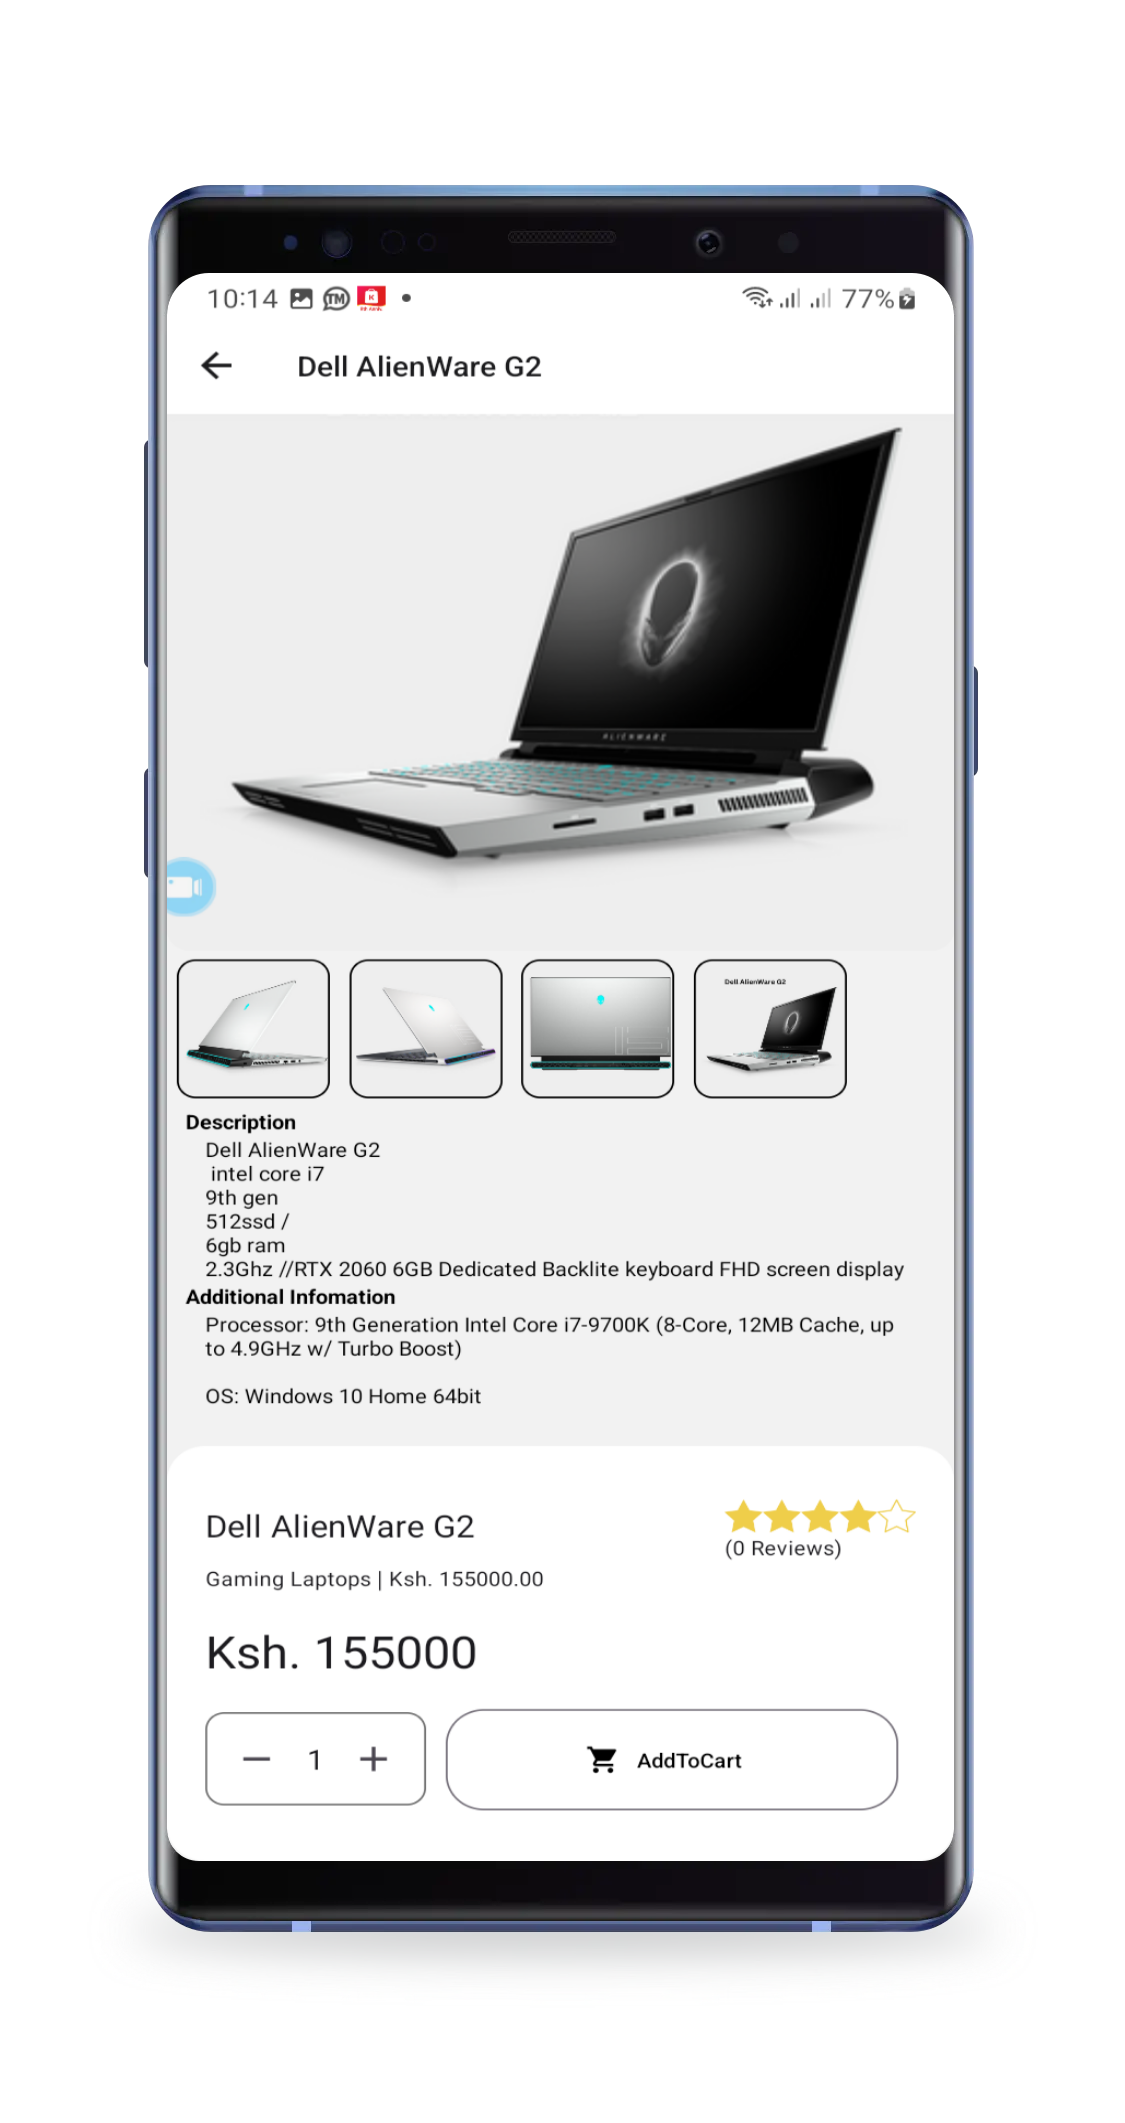 10:14 TM K 77%
Dell AlienWare G2
ALIENWARE
Dell AlienWare G2
Description
Dell AlienWare G2
intel core i7
9th gen
512ssd /
6gb ram
2.3Ghz //RTX 2060 6GB Dedicated Backlite keyboard FHD screen display
Additional Infomation
Processor: 9th Generation Intel Core i7-9700K (8-Core, 12MB Cache, up
to 4.9GHz w/ Turbo Boost)
OS: Windows 10 Home 64bit
Dell AlienWare G2
(0 Reviews)
Gaming Laptops | Ksh. 155000.00
Ksh. 155000
1
AddToCart